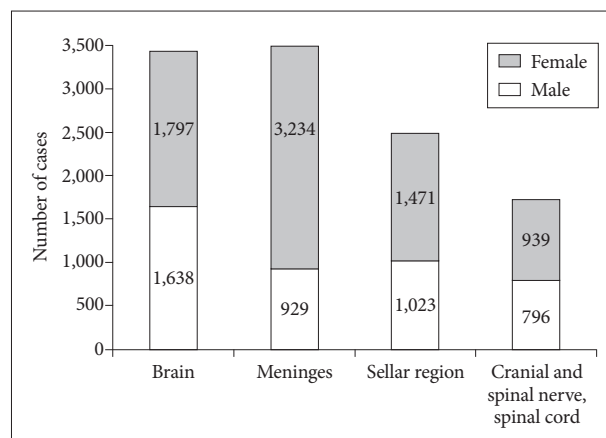 Number of cases
3,500
3,000
2,500
2,000
1,500
1,000
500
0
Female
Male
1,797
1,638
3,234
929
1,471
1,023
939
796
Brain
Meninges
Sellar region
Cranial and
spinal nerve,
spinal cord